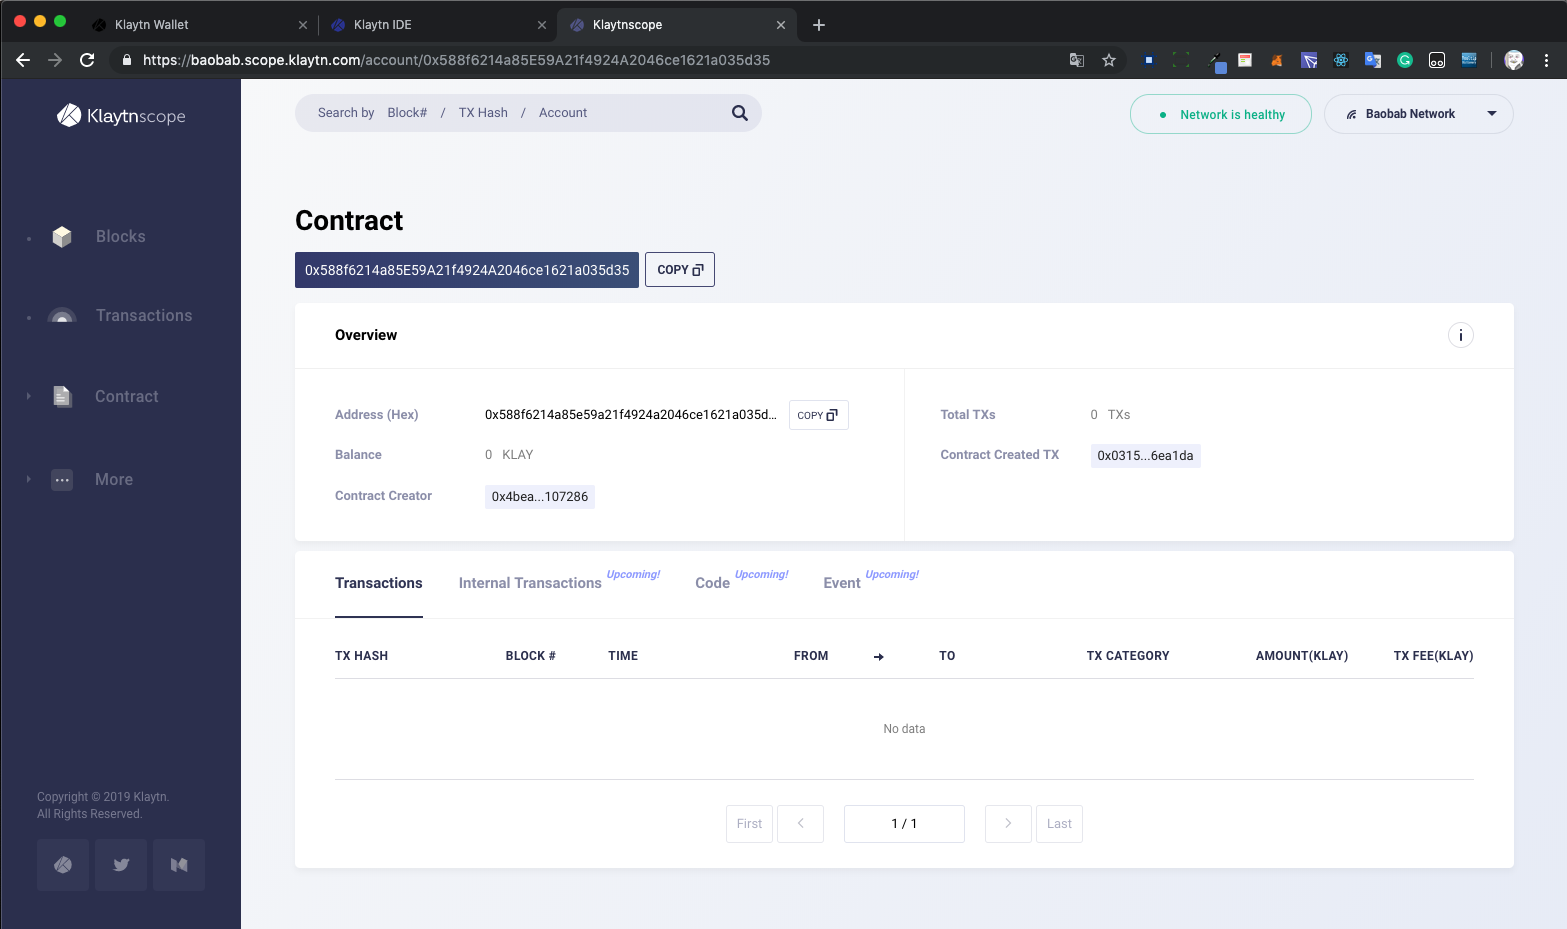 Klaytn Wallet
Klaytn IDE
Klaytnscope
https://baobab.scope.klaytn.com/account/0x588f6214a85E59A21f4924A2046ce1621a035d35
Klaytnscope
Search by Block# / TX Hash / Account
Network is healthy
Baobab Network
Blocks
Transactions
Contract
More
Copyright © 2019 Klaytn.
All Rights Reserved.
Contract
0x588f6214a85E59A21f4924A2046ce1621a035d35
COPY
Overview
i
Address (Hex) 0x588f6214a85e59a21f4924a2046ce1621a035d... COPY
Balance 0 KLAY
Contract Creator 0x4bea...107286
Total TXs 0 TXs
Contract Created TX 0x0315...6ea1da
Transactions Internal Transactions Upcoming! Code Upcoming! Event Upcoming!
TX HASH BLOCK # TIME FROM TO TX CATEGORY AMOUNT(KLAY) TX FEE(KLAY)
No data
First < 1 / 1 > Last